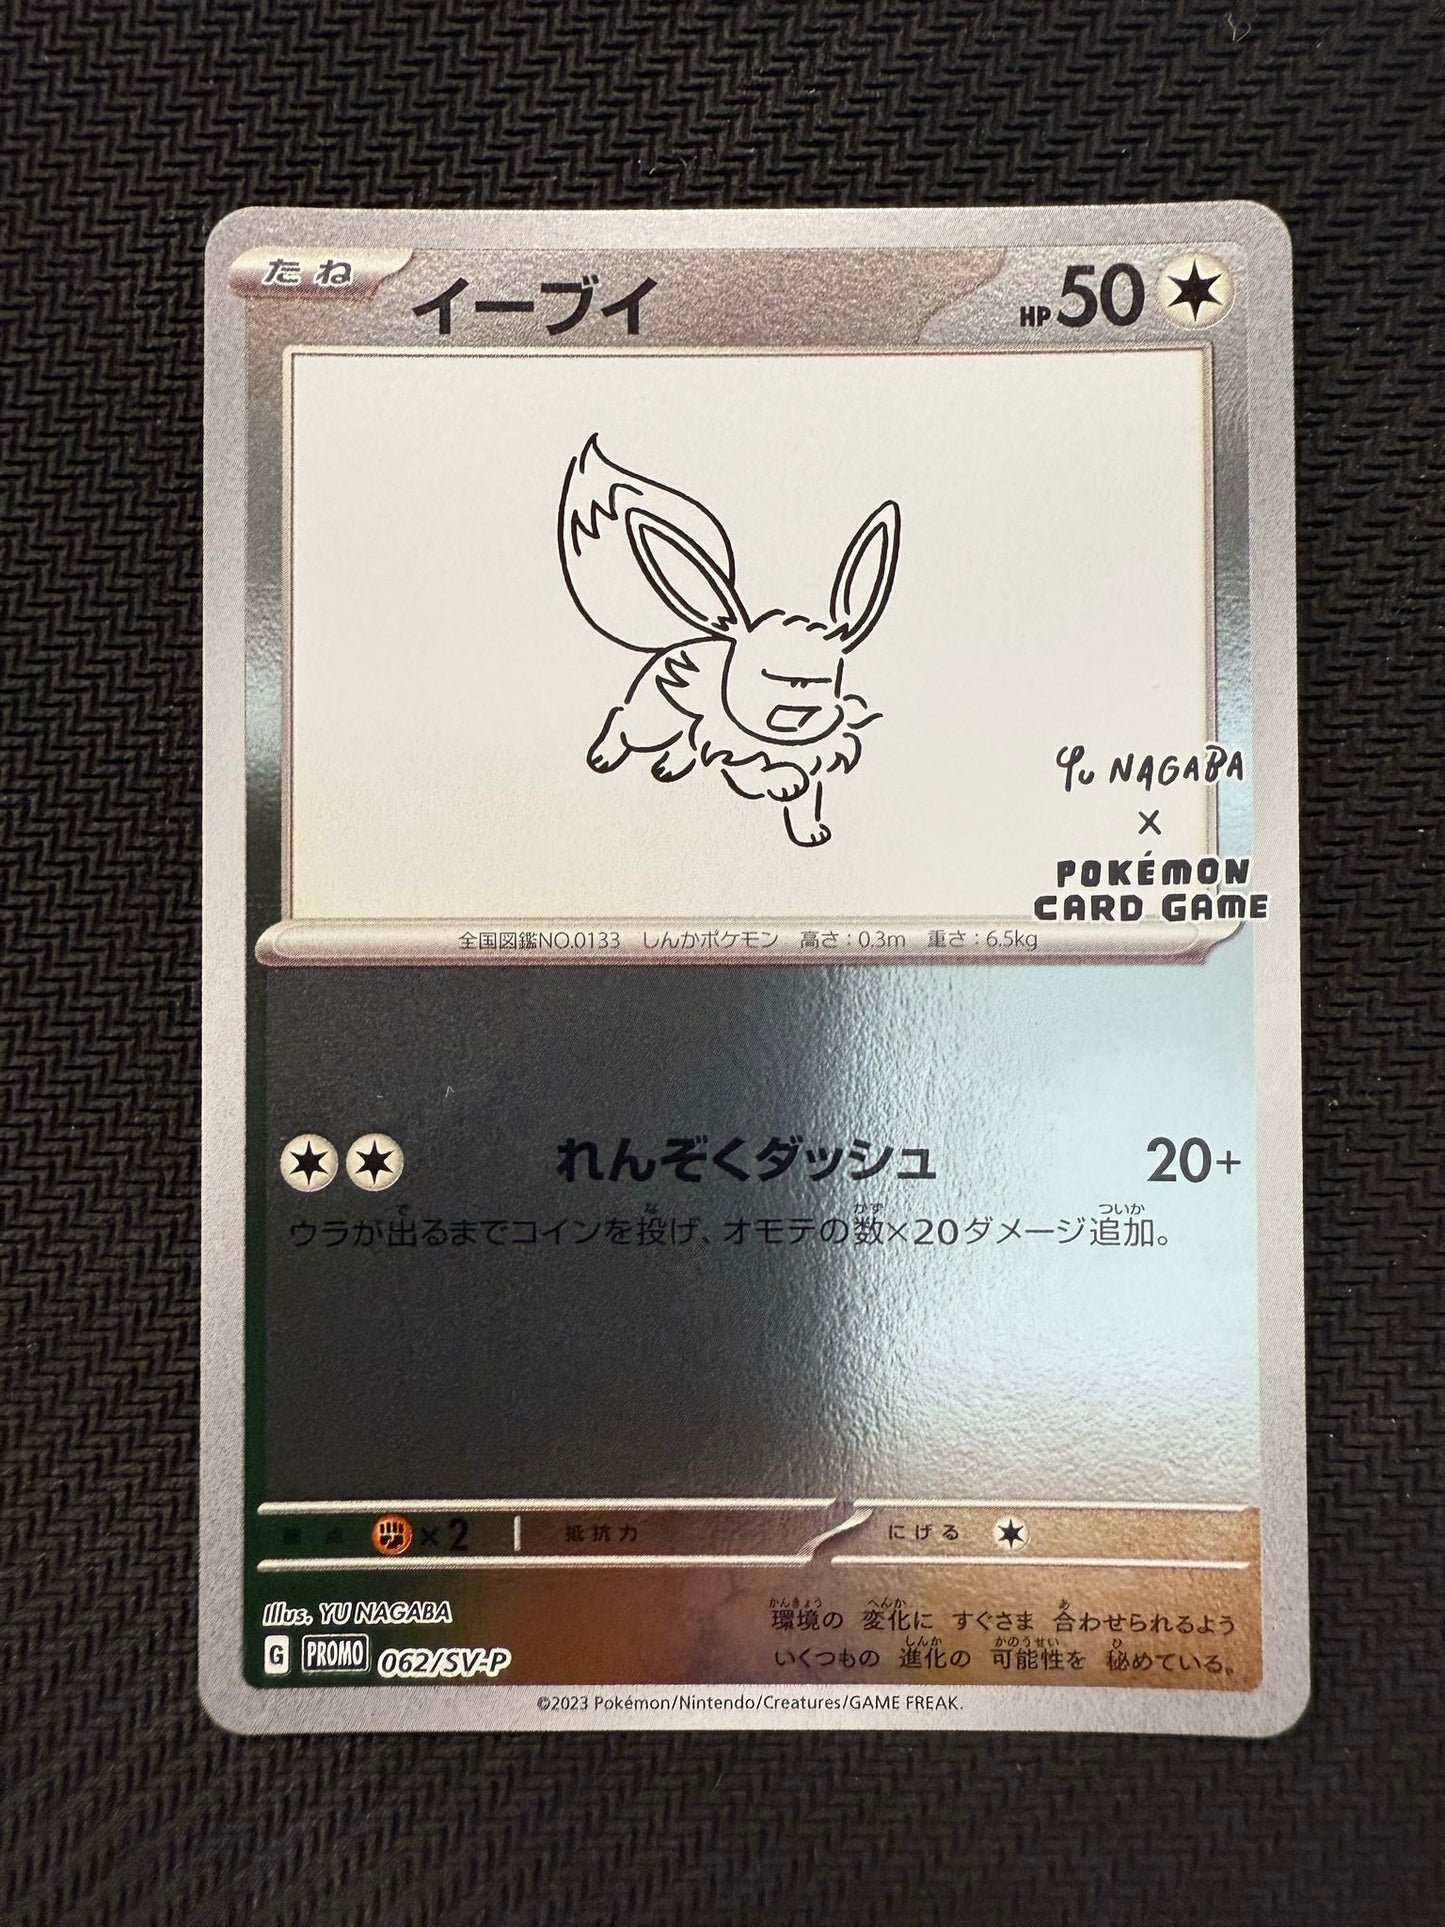 たね
イーブイ
HP50
Yu NAGABA
×
POKÉMON
CARD GAME
全国図鑑NO.0133 しんかポケモン 高さ：0.3m 重さ：6.5kg
れんぞくダッシュ 20+
ウラが出るまでコインを投げ、オモテの数×20ダメージ追加。
弱点 ×2 抵抗力 にげる
Illus. YU NAGABA
G PROMO 062/SV-P
環境の 変化に すぐさま 合わせられるよう
いくつもの 進化の 可能性を 秘めている。
©2023 Pokémon/Nintendo/Creatures/GAME FREAK.